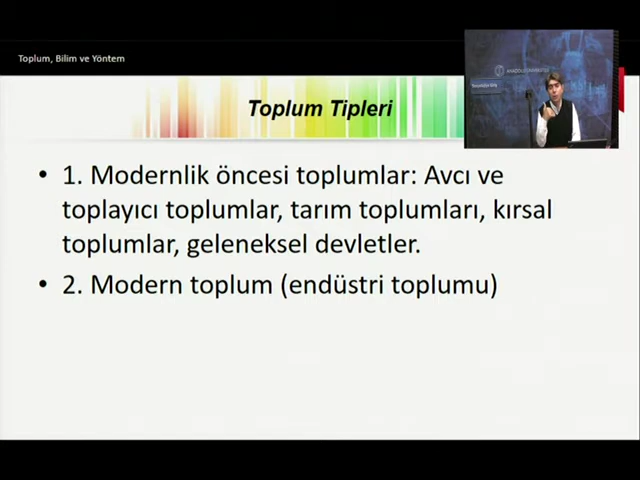 Toplum, Bilim ve Yöntem
Toplum Tipleri
• 1. Modernlik öncesi toplumlar: Avcı ve
toplayıcı toplumlar, tarım toplumları, kırsal
toplumlar, geleneksel devletler.
• 2. Modern toplum (endüstri toplumu)